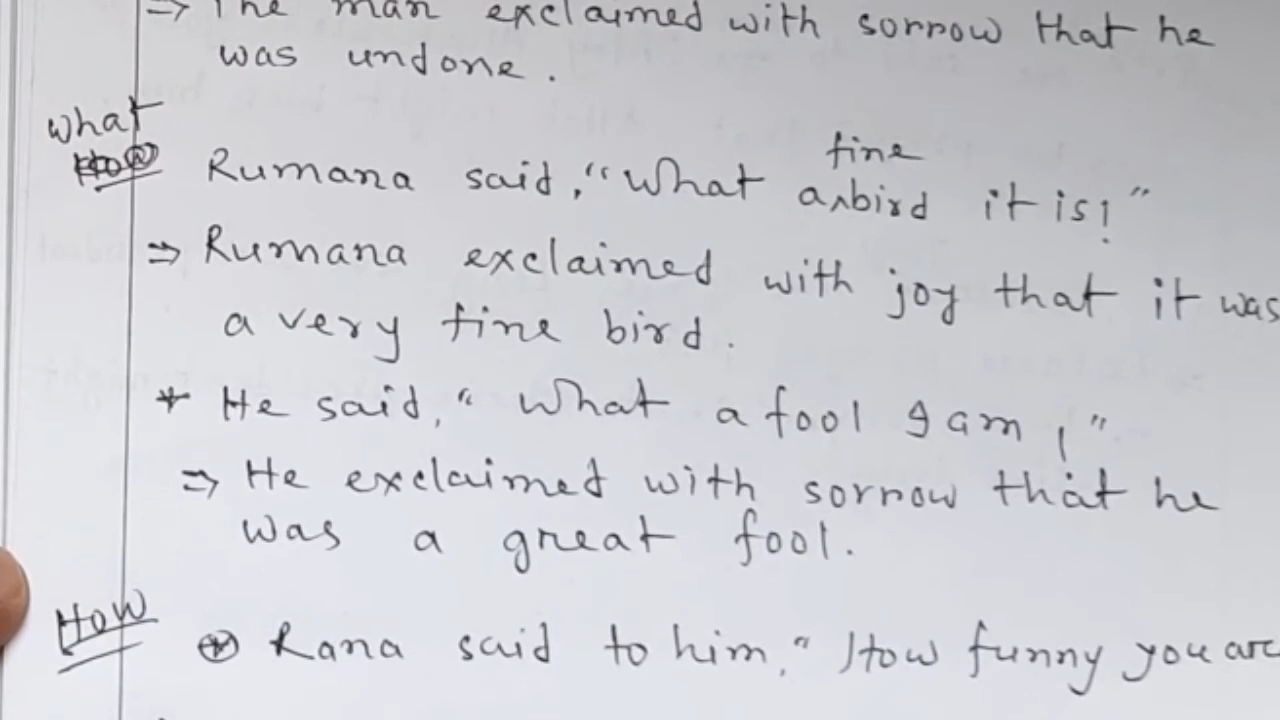 ⇒ The man exclaimed with sorrow that he
was undone.
What
How
Rumana said, "What a fine bird it is!"
⇒ Rumana exclaimed with joy that it was
a very fine bird.
* He said, "What a fool I am!"
⇒ He exclaimed with sorrow that he
was a great fool.
How
* Rana said to him, "How funny you are